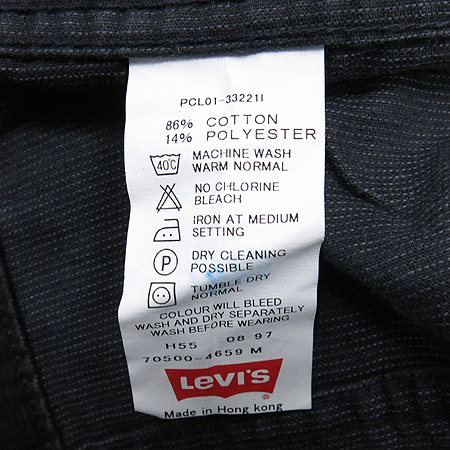 PCL01-33221I
86% COTTON
14% POLYESTER
40°C MACHINE WASH
WARM NORMAL
NO CHLORINE
BLEACH
IRON AT MEDIUM
SETTING
P DRY CLEANING
POSSIBLE
TUMBLE DRY
NORMAL
COLOUR WILL BLEED
WASH AND DRY SEPARATELY
WASH BEFORE WEARING
H55 08 97
70500-4659 M
LEVI'S ®
Made in Hong kong